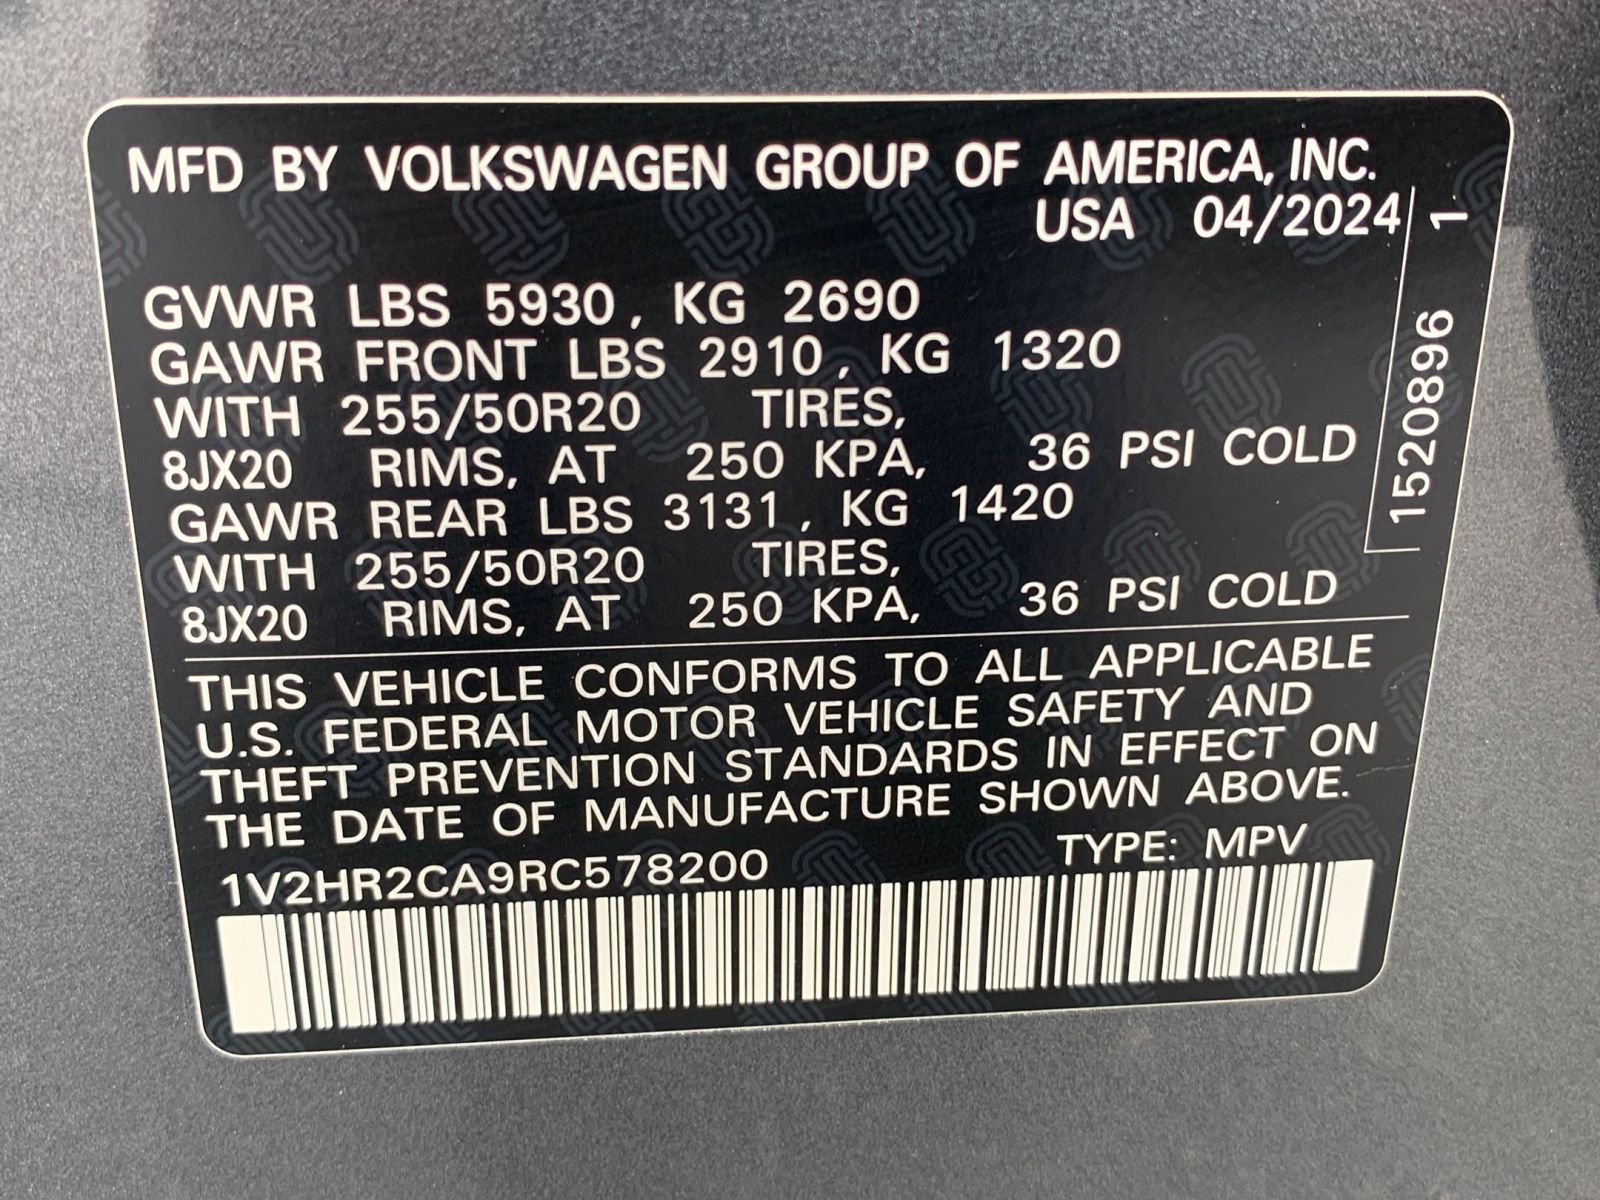 MFD BY VOLKSWAGEN GROUP OF AMERICA, INC.
USA 04/2024
GVWR LBS 5930, KG 2690
GAWR FRONT LBS 2910, KG 1320
WITH 255/50R20 TIRES,
8JX20 RIMS, AT 250 KPA, 36 PSI COLD
GAWR REAR LBS 3131, KG 1420
WITH 255/50R20 TIRES,
8JX20 RIMS, AT 250 KPA, 36 PSI COLD
THIS VEHICLE CONFORMS TO ALL APPLICABLE
U.S. FEDERAL MOTOR VEHICLE SAFETY AND
THEFT PREVENTION STANDARDS IN EFFECT ON
THE DATE OF MANUFACTURE SHOWN ABOVE.
1V2HR2CA9RC578200 TYPE: MPV
1520896 1